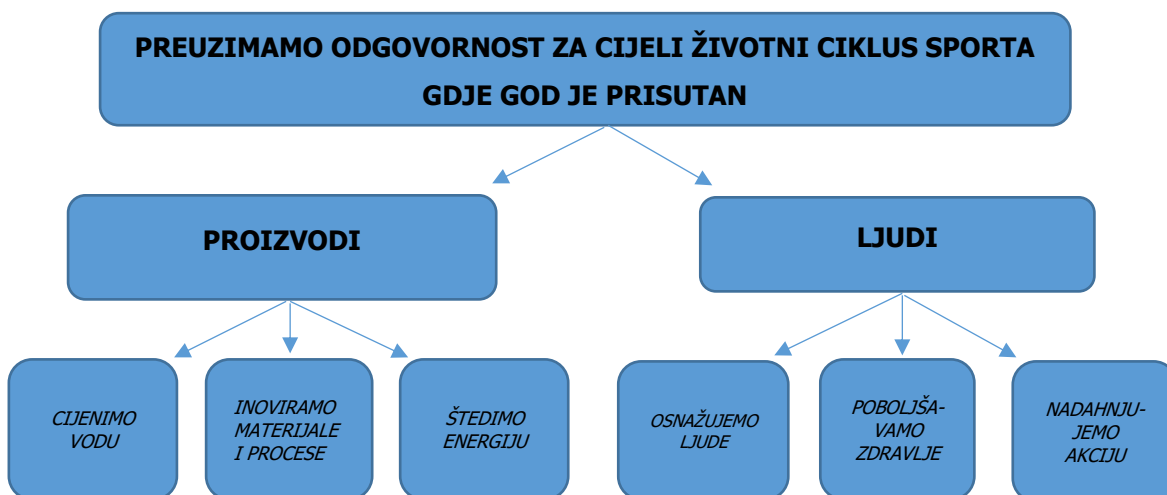 PREUZIMAMO ODGOVORNOST ZA CIJELI ŽIVOTNI CIKLUS SPORTA
GDJE GOD JE PRISUTAN
PROIZVODI
LJUDI
CIJENIMO
VODU
INOVIRAMO
MATERIJALE
I PROCESE
ŠTEDIMO
ENERGIJU
OSNAŽUJEMO
LJUDE
POBOLJŠA-
VAMO
ZDRAVLJE
NADAHNJU-
JEMO
AKCIJU